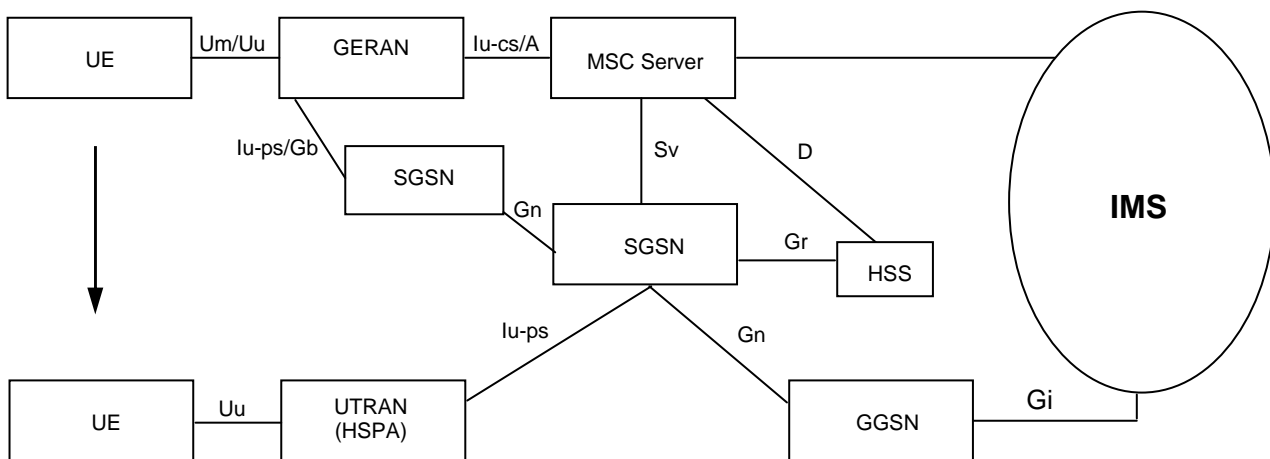 UE
Um/Uu
GERAN
Iu-cs/A
MSC Server
Iu-ps/Gb
SGSN
Gn
Sv
D
IMS
SGSN
Gr
HSS
Iu-ps
Gn
UE
Uu
UTRAN
(HSPA)
GGSN
Gi